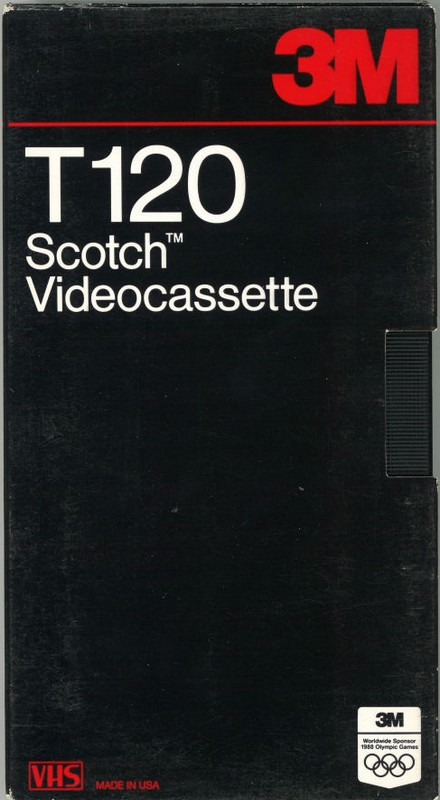 3M
T120
Scotch™
Videocassette
3M
Worldwide Sponsor
1988 Olympic Games
VHS
MADE IN USA